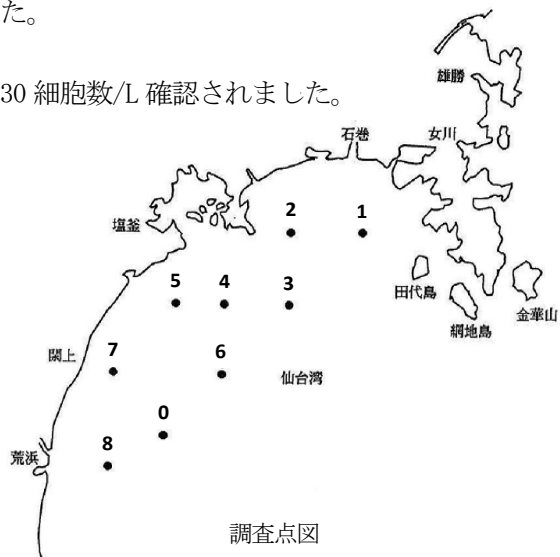 た。
30 細胞数/L 確認されました。
雄勝
石巻
女川
塩釜
2
1
5
4
3
田代島
網地島
金華山
閖上
7
6
仙台湾
0
8
荒浜
調査点図